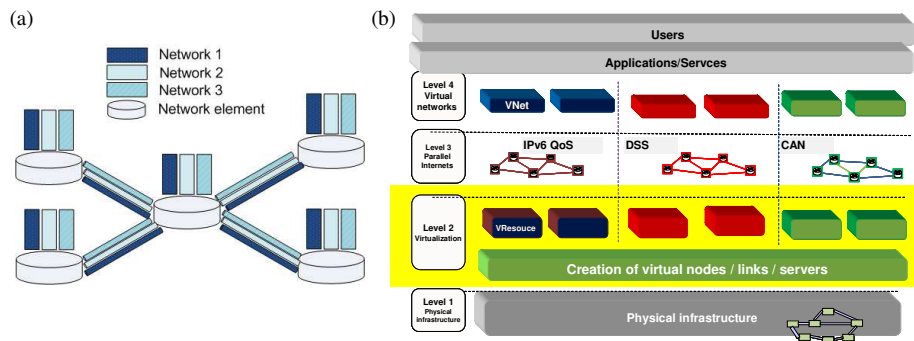 (a)
Network 1
Network 2
Network 3
Network element
(b)
Users
Applications/Servces
Level 4
Virtual
networks
VNet
Level 3
Parallel
Internets
IPv6 QoS
DSS
CAN
Level 2
Virtualization
VResouce
Creation of virtual nodes / links / servers
Level 1
Physical
infrastructure
Physical infrastructure